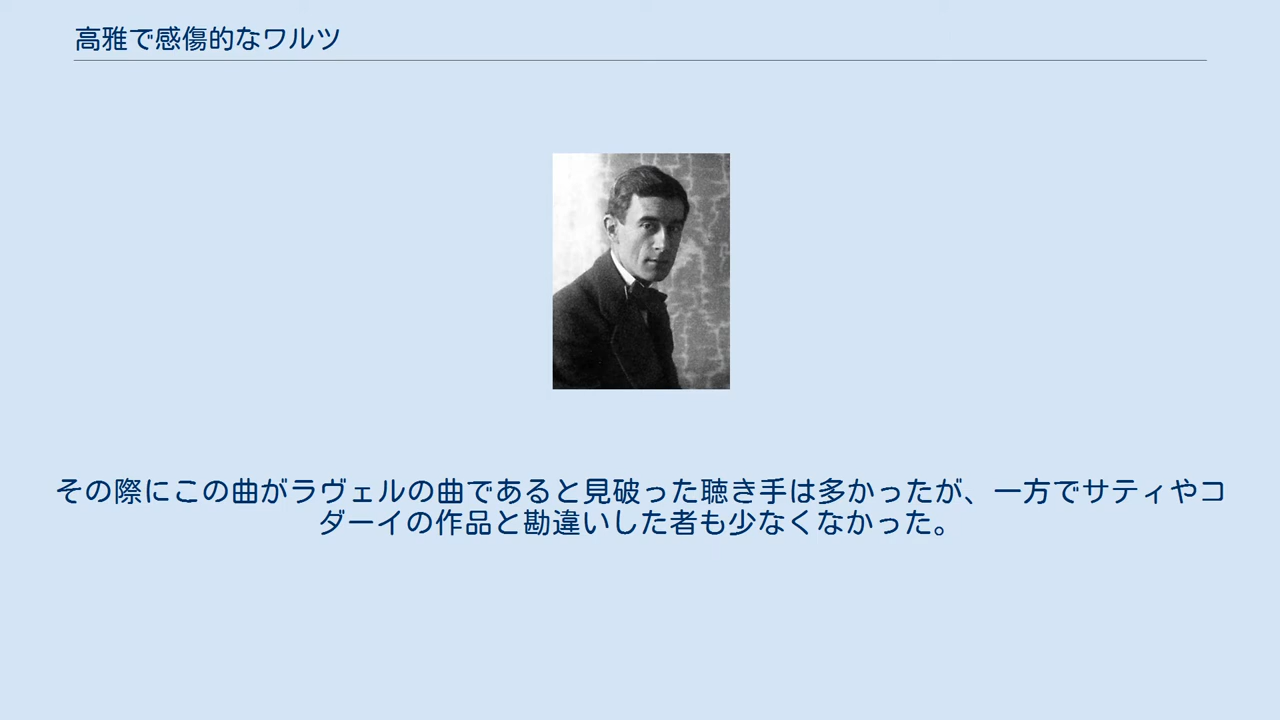 高雅で感傷的なワルツ
その際にこの曲がラヴェルの曲であると見破った聴き手は多かったが、一方でサティやコ
ダーイの作品と勘違いした者も少なくなかった。